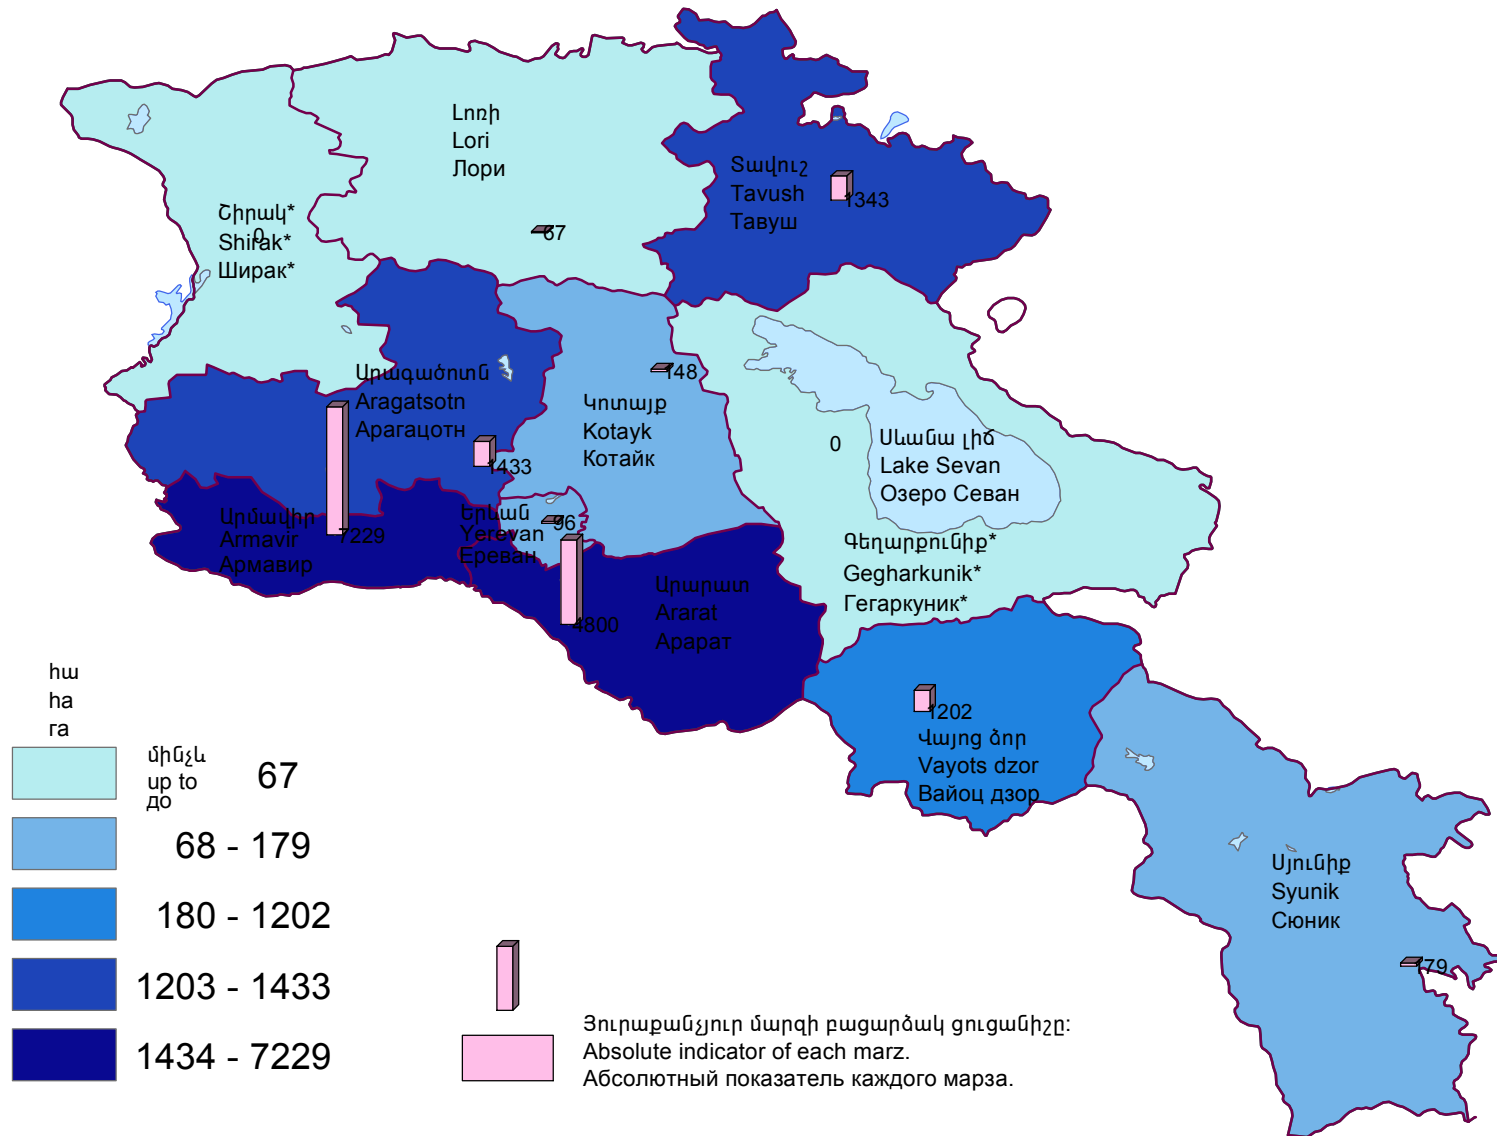 Լոռի
Lori
Лори
67
Տավուշ
Tavush
Тавуш
1343
Շիրակ*
Shirak*
Ширак*
0
Արագածոտն
Aragatsotn
Арагацотн
1433
148
Կոտայք
Kotayk
Котайк
0
Սևանա լիճ
Lake Sevan
Озеро Севан
Գեղարքունիք*
Gegharkunik*
Гегаркуник*
Արմավիր
Armavir
Армавир
7229
Երևան
Yerevan
Ереван
96
4800
Արարատ
Ararat
Арарат
1202
Վայոց ձոր
Vayots dzor
Вайоц дзор
Սյունիք
Syunik
Сюник
179
հա
ha
га
մինչև
up to
до
67
68 - 179
180 - 1202
1203 - 1433
1434 - 7229
Յուրաքանչյուր մարզի բացարձակ ցուցանիշը:
Absolute indicator of each marz.
Абсолютный показатель каждого марза.